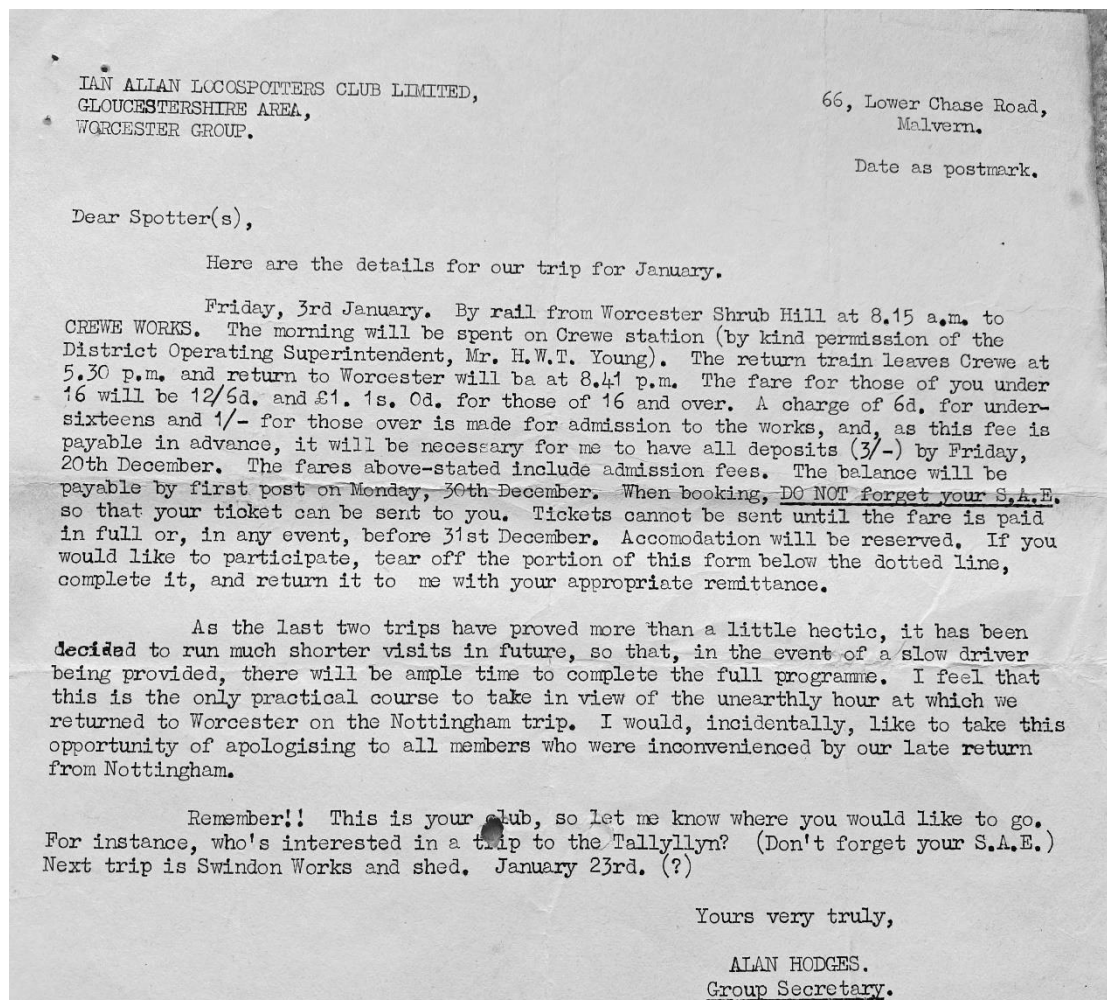 IAN ALLAN LOCOSPOTTERS CLUB LIMITED,
GLOUCESTERSHIRE AREA,
WORCESTER GROUP.
66, Lower Chase Road,
Malvern.
Date as postmark.
Dear Spotter(s),
Here are the details for our trip for January.
Friday, 3rd January. By rail from Worcester Shrub Hill at 8.15 a.m. to
CREWE WORKS. The morning will be spent on Crewe station (by kind permission of the
District Operating Superintendent, Mr. H.W.T. Young). The return train leaves Crewe at
5.30 p.m. and return to Worcester will ba at 8.41 p.m. The fare for those of you under
16 will be 12/6d. and £1. 1s. 0d. for those of 16 and over. A charge of 6d. for under-
sixteens and 1/- for those over is made for admission to the works, and, as this fee is
payable in advance, it will be necessary for me to have all deposits (3/-) by Friday,
20th December. The fares above-stated include admission fees. The balance will be
payable by first post on Monday, 30th December. When booking, DO NOT forget your S.A.E.
so that your ticket can be sent to you. Tickets cannot be sent until the fare is paid
in full or, in any event, before 31st December. Accomodation will be reserved. If you
would like to participate, tear off the portion of this form below the dotted line,
complete it, and return it to me with your appropriate remittance.
As the last two trips have proved more than a little hectic, it has been
decided to run much shorter visits in future, so that, in the event of a slow driver
being provided, there will be ample time to complete the full programme. I feel that
this is the only practical course to take in view of the unearthly hour at which we
returned to Worcester on the Nottingham trip. I would, incidentally, like to take this
opportunity of apologising to all members who were inconvenienced by our late return
from Nottingham.
Remember!! This is your club, so let me know where you would like to go.
For instance, who's interested in a trip to the Tallyllyn? (Don't forget your S.A.E.)
Next trip is Swindon Works and shed. January 23rd. (?)
Yours very truly,
ALAN HODGES.
Group Secretary.